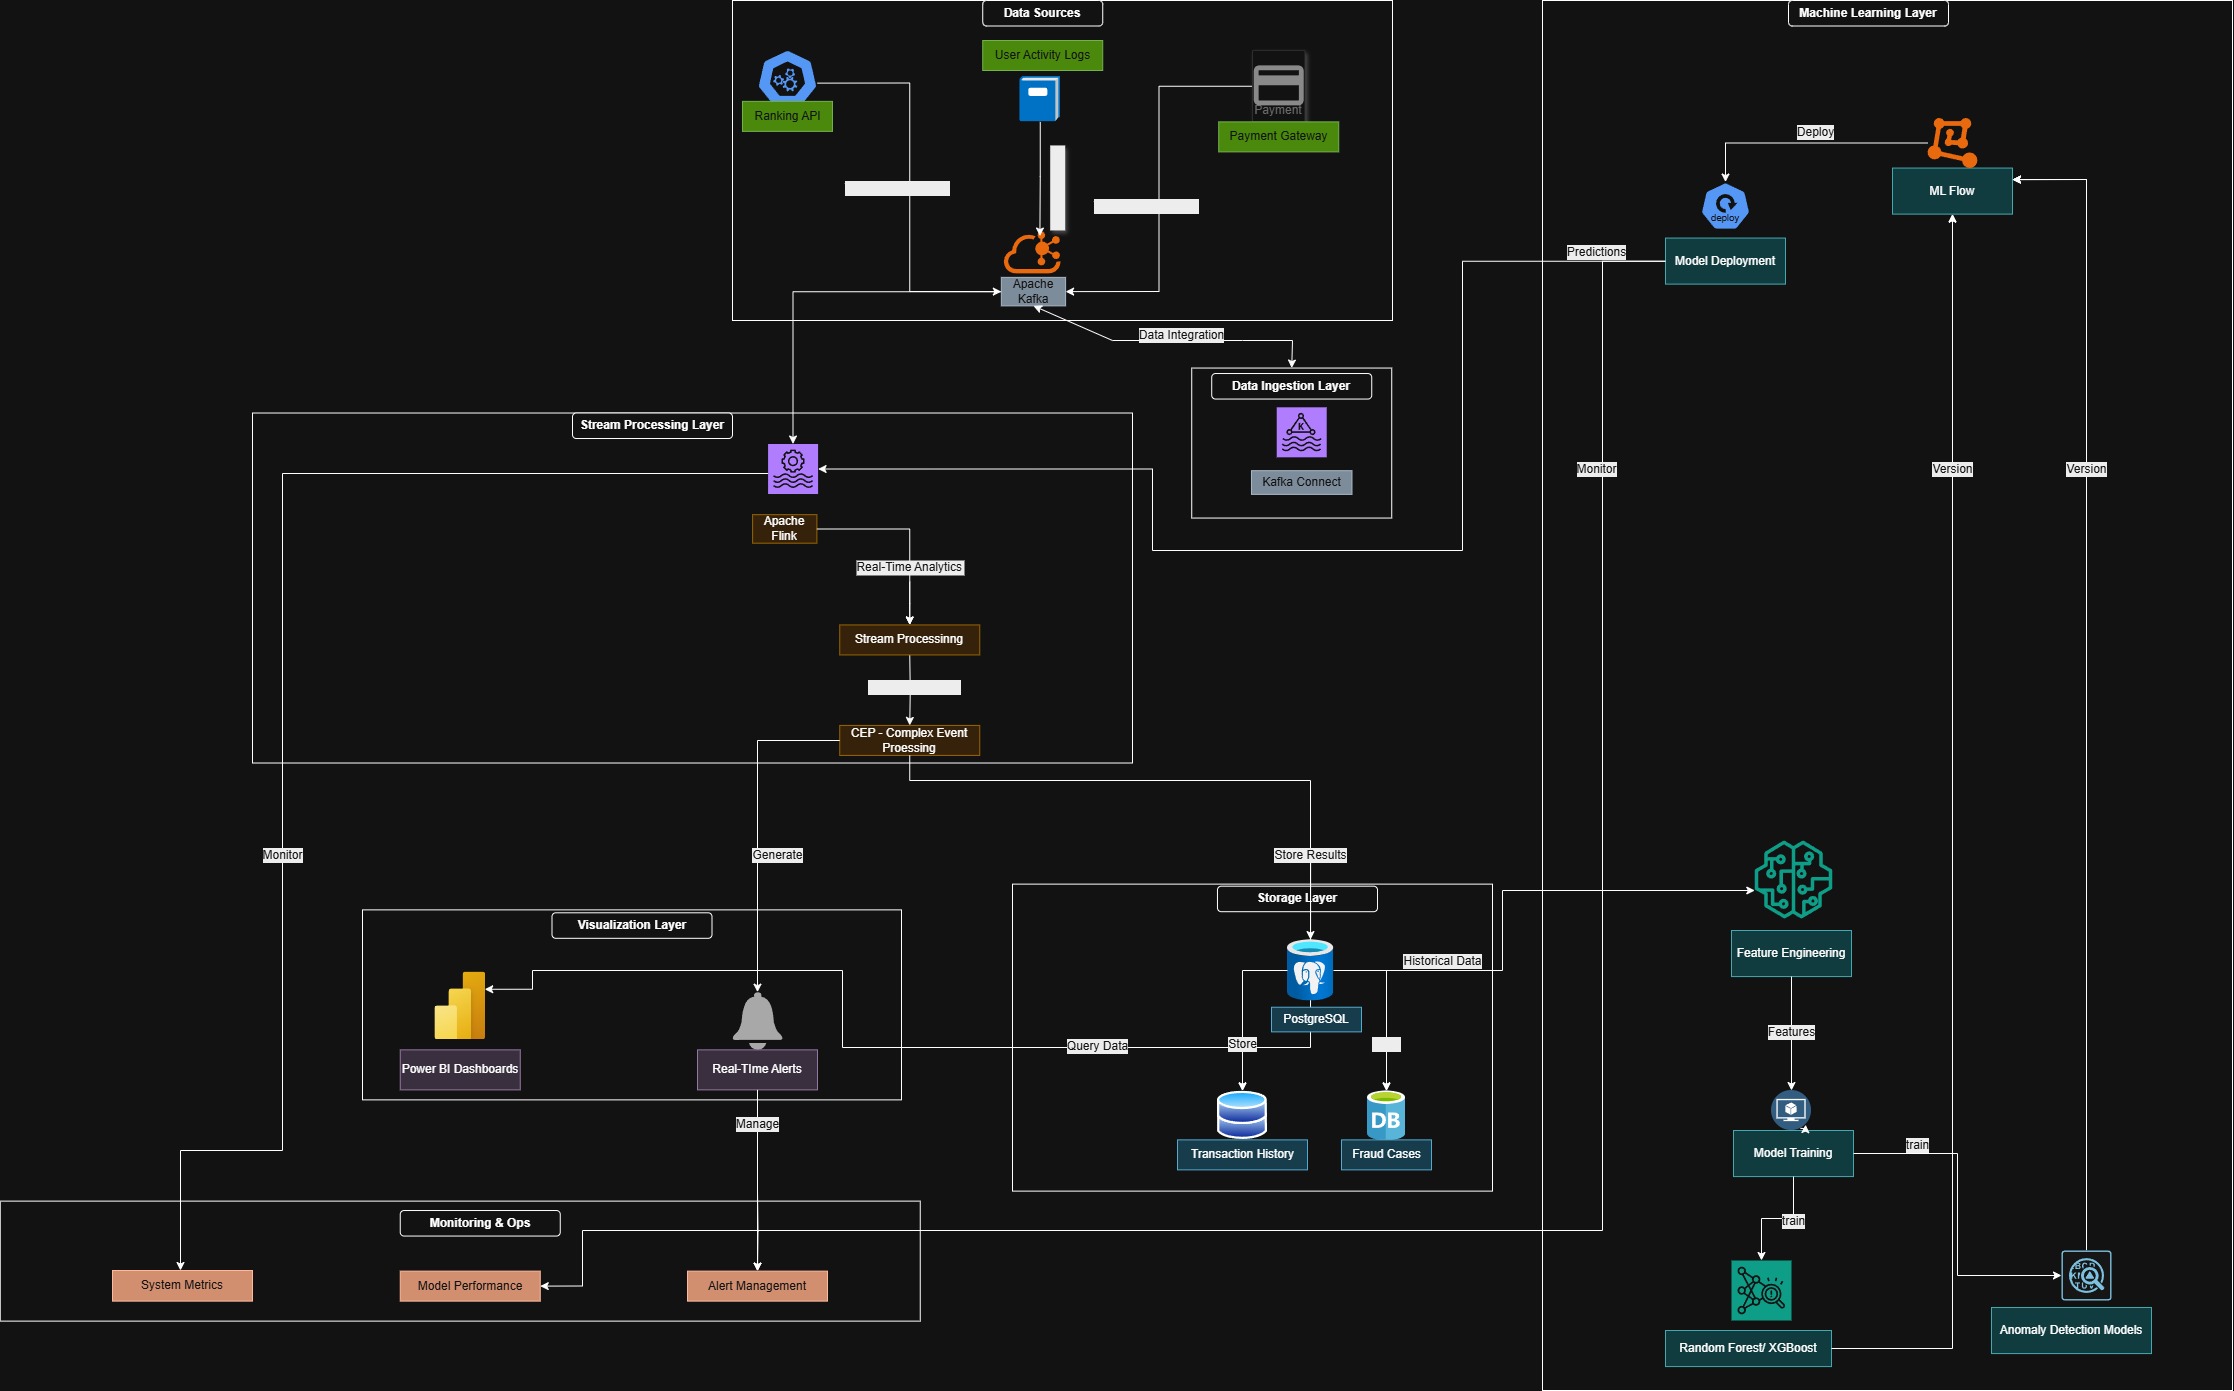 Data Sources
Machine Learning Layer
User Activity Logs
Payment
Ranking API
Payment Gateway
Deploy
ML Flow
deploy
Predictions
Model Deployment
Apache
Kafka
Data Integration
Data Ingestion Layer
K
Kafka Connect
Stream Processing Layer
Monitor
Version
Version
Apache
Flink
Real-Time Analytics
Stream Processinng
CEP - Complex Event
Proessing
Monitor
Generate
Store Results
Storage Layer
Visualization Layer
Historical Data
Feature Engineering
PostgreSQL
Features
Query Data
Store
Power BI Dashboards
Real-TIme Alerts
Manage
DB
Transaction History
Fraud Cases
train
Model Training
train
Monitoring & Ops
System Metrics
Model Performance
Alert Management
Anomaly Detection Models
Random Forest/ XGBoost